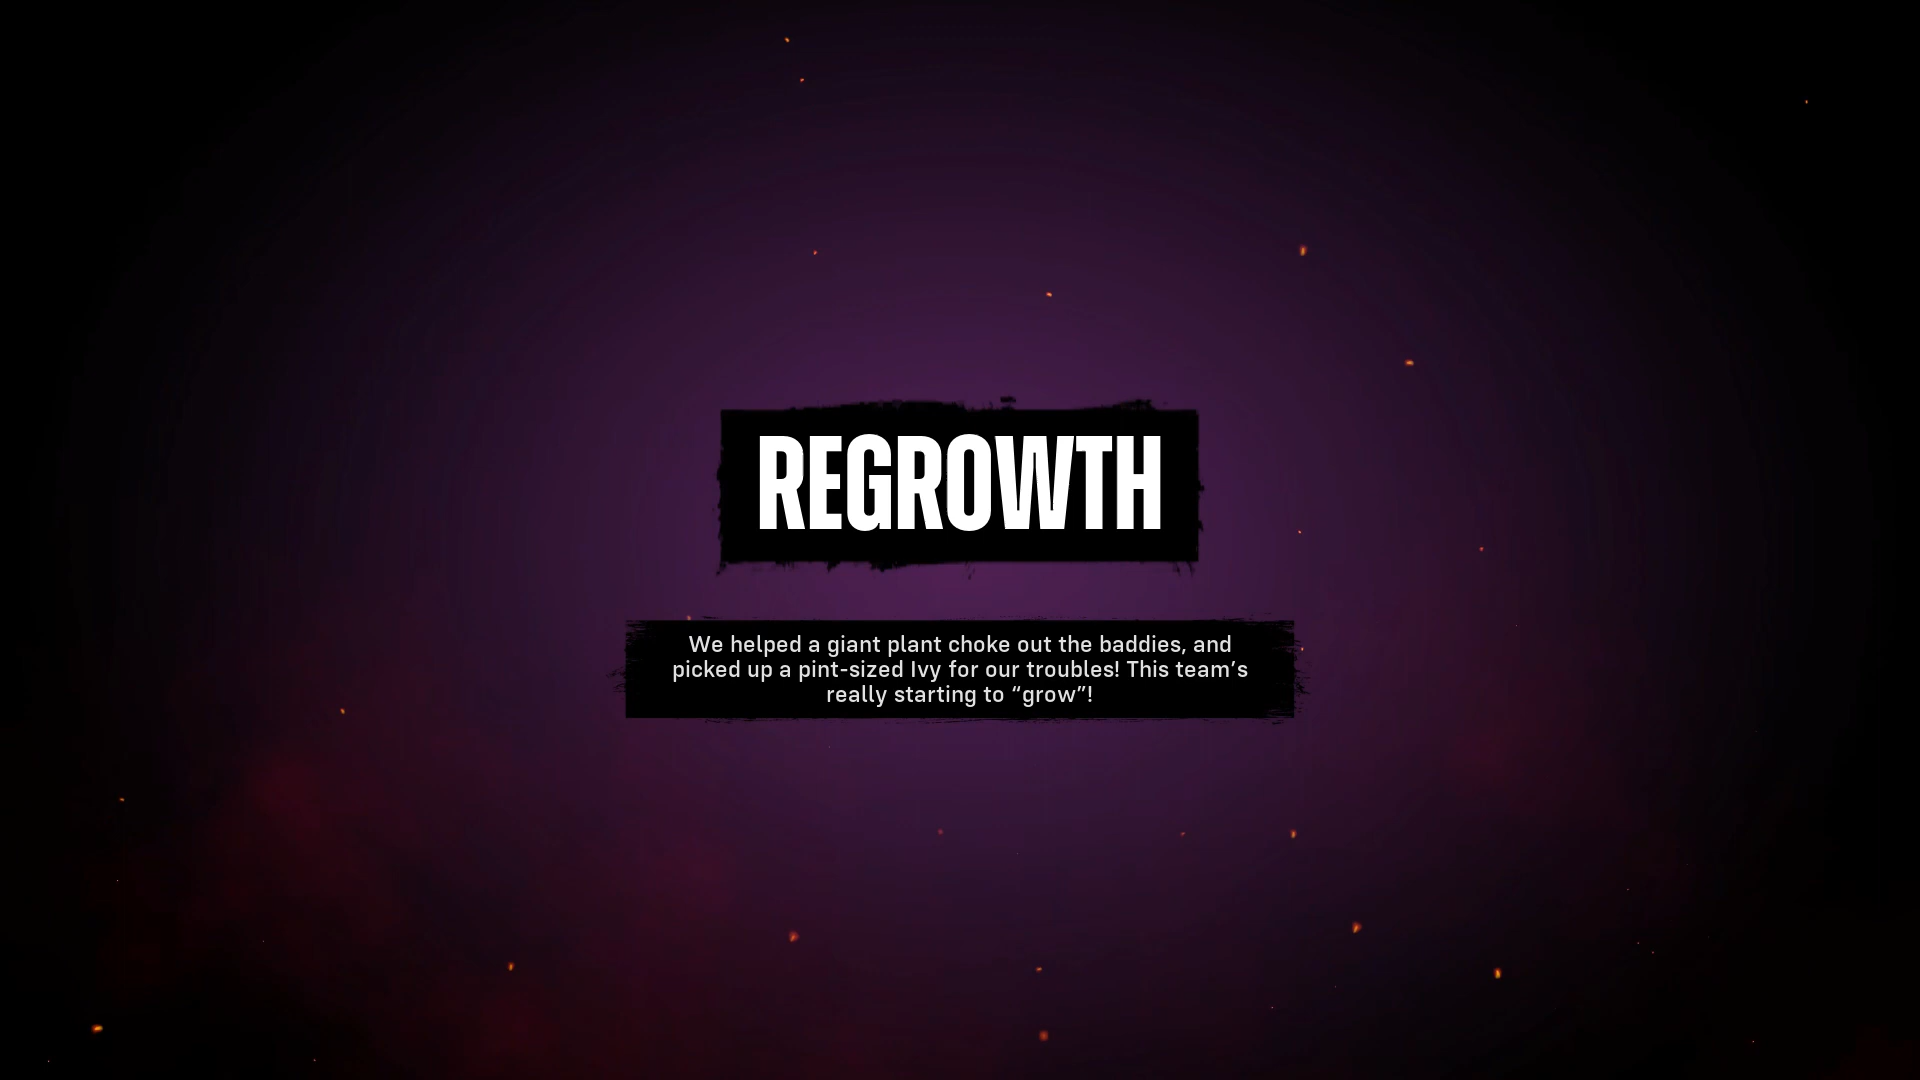 REGROWTH
We helped a giant plant choke out the baddies, and
picked up a pint-sized Ivy for our troubles! This team’s
really starting to “grow”!